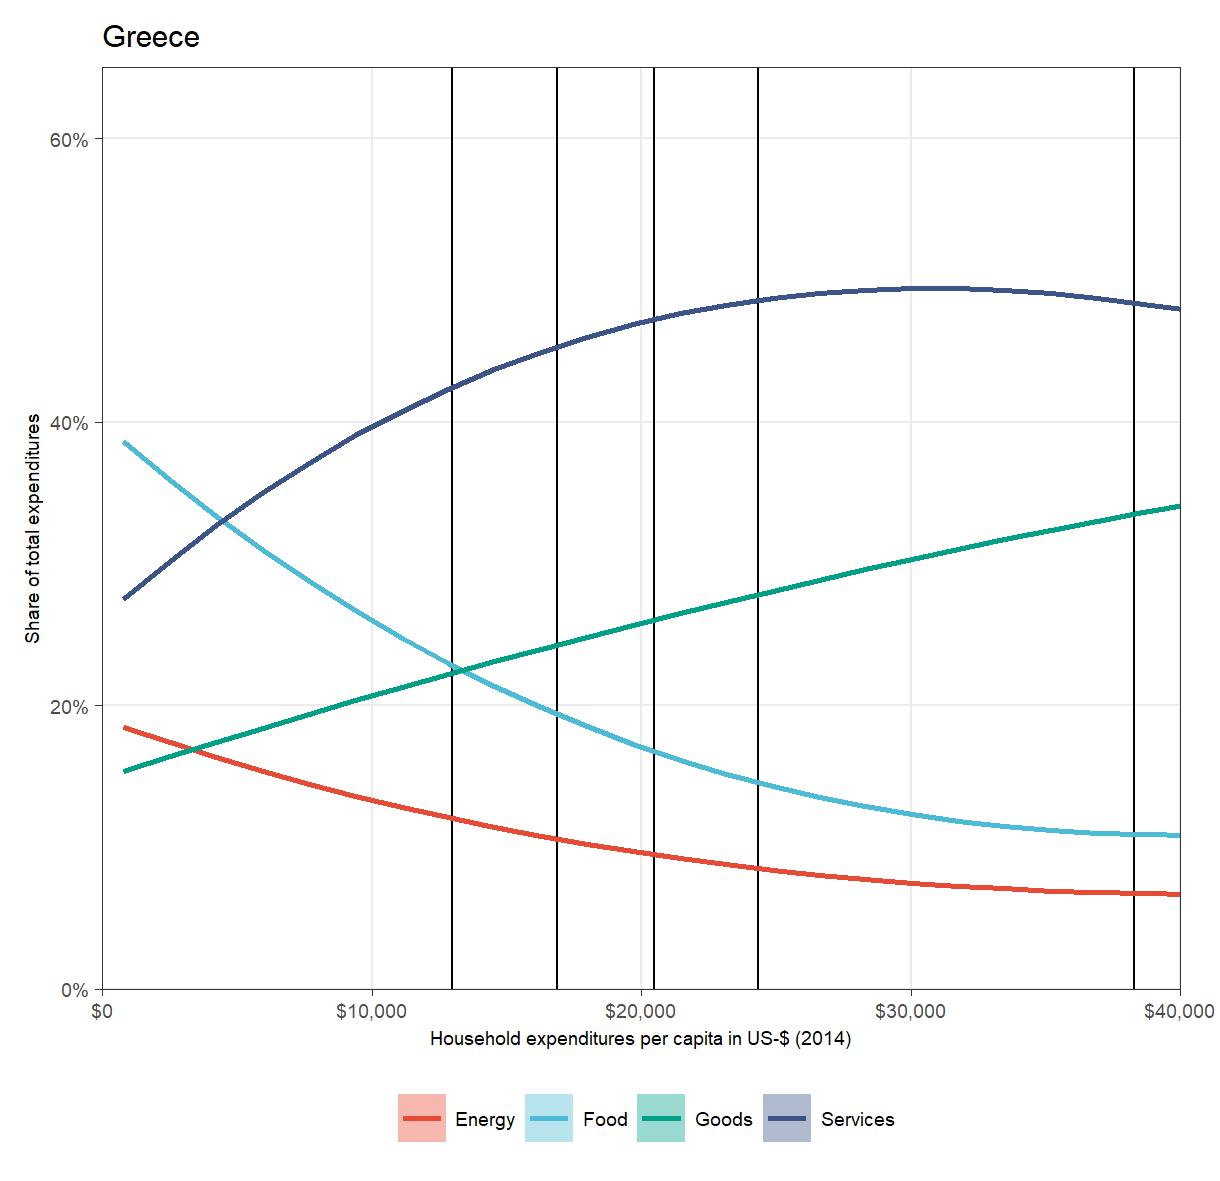 Greece
60%
40%
20%
0%
Share of total expenditures
$0 $10,000 $20,000 $30,000 $40,000
Household expenditures per capita in US-$ (2014)
Energy Food Goods Services